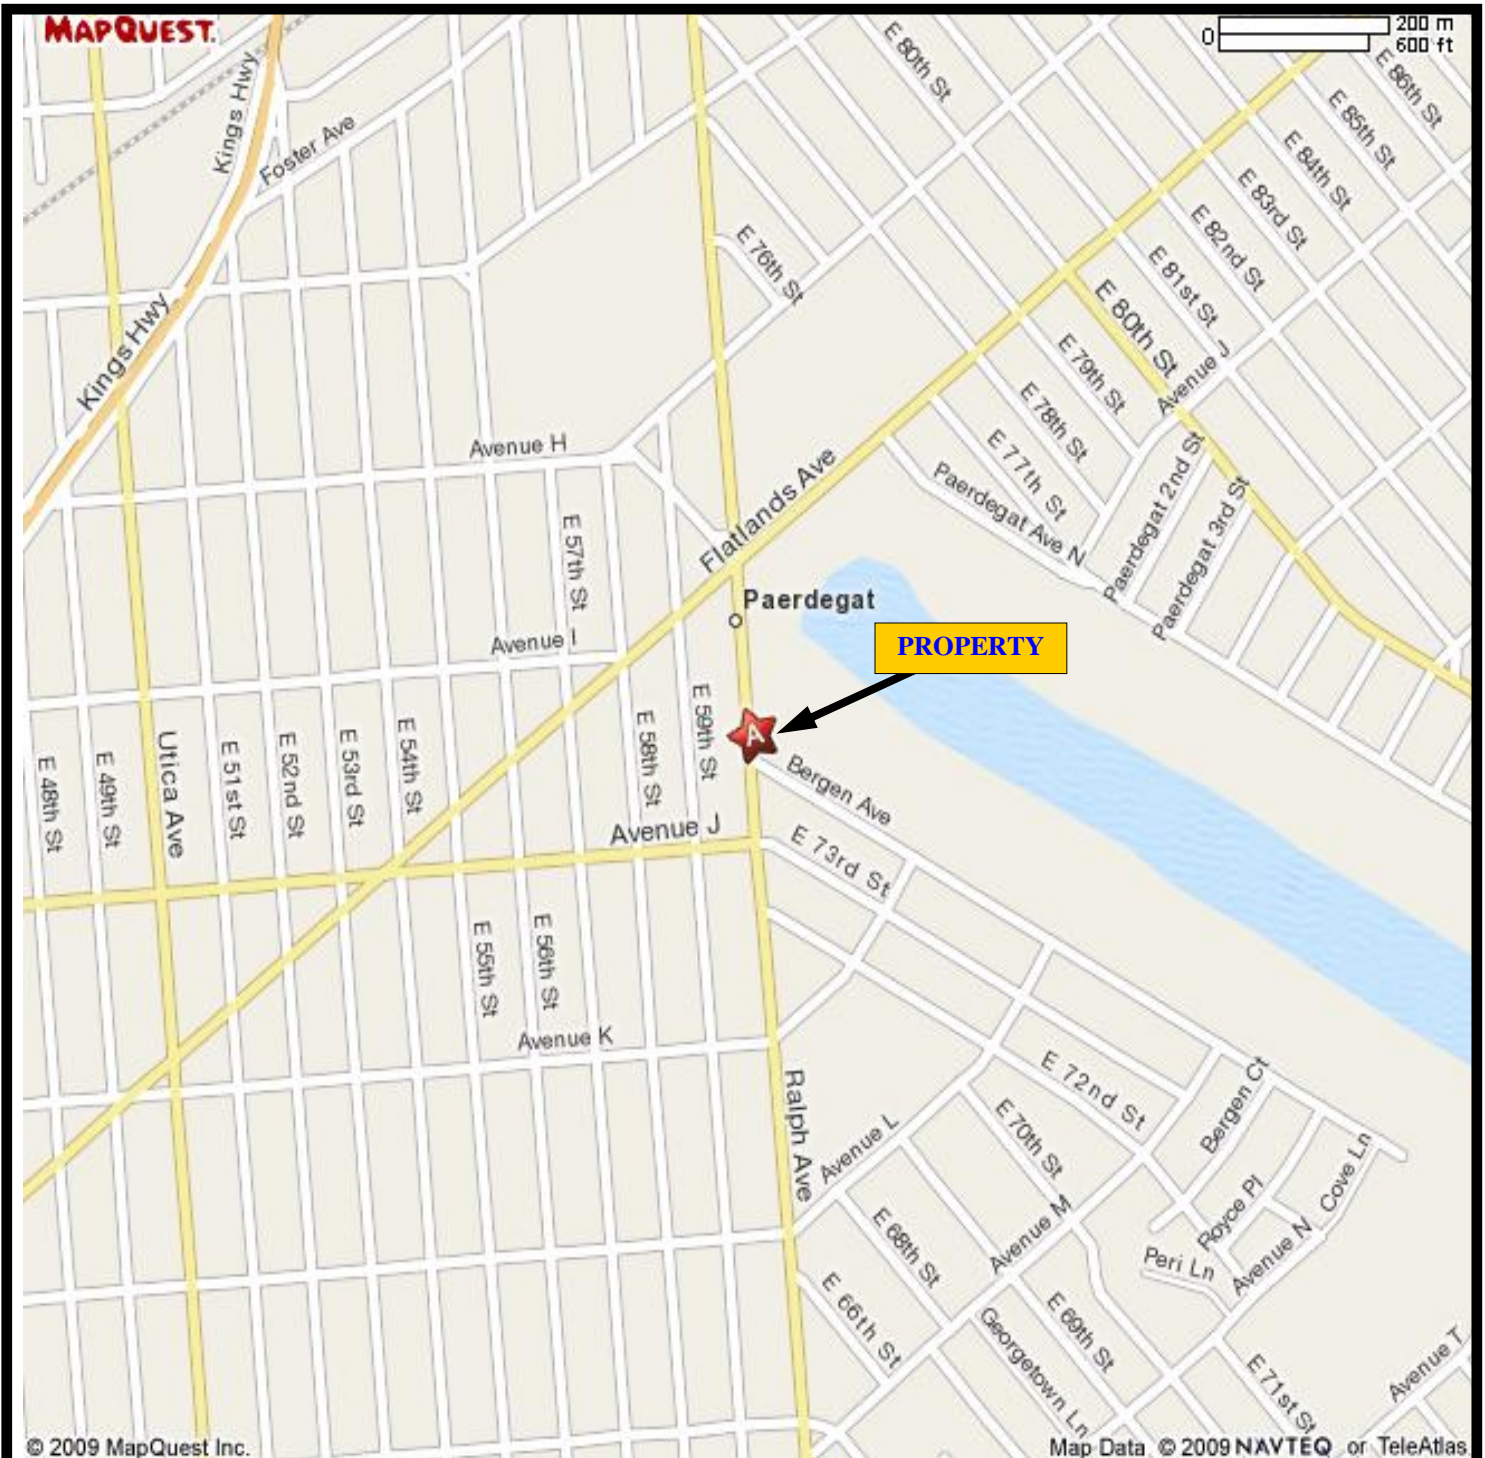 MAPQUEST.
200 m
0
600 ft
Kings Hwy
Foster Ave
E 80th St
E 86th St
E 85th St
E 84th St
E 83rd St
E 82nd St
E 81st St
E 76th St
E 80th St
E 79th St
Avenue J
E 78th St
E 77th St
Kings Hwy
Avenue H
Flatlands Ave
Paerdegat Ave N
Paerdegat 2nd St
Paerdegat 3rd St
E 57th St
Paerdegat
PROPERTY
Avenue I
E 59th St
E 58th St
A
E 48th St
E 49th St
Utica Ave
E 51st St
E 52nd St
E 53rd St
E 54th St
Bergen Ave
Avenue J
E 73rd St
E 55th St
E 56th St
Avenue K
Ralph Ave
E 72nd St
Bergen Ct
E 70th St
Avenue L
Cove Ln
Royce Pl
Avenue M
Avenue N
Peri Ln
E 68th St
E 66th St
E 69th St
Georgetown Ln
E 71st St
Avenue T
© 2009 MapQuest Inc.
Map Data © 2009 NAVTEQ or TeleAtlas